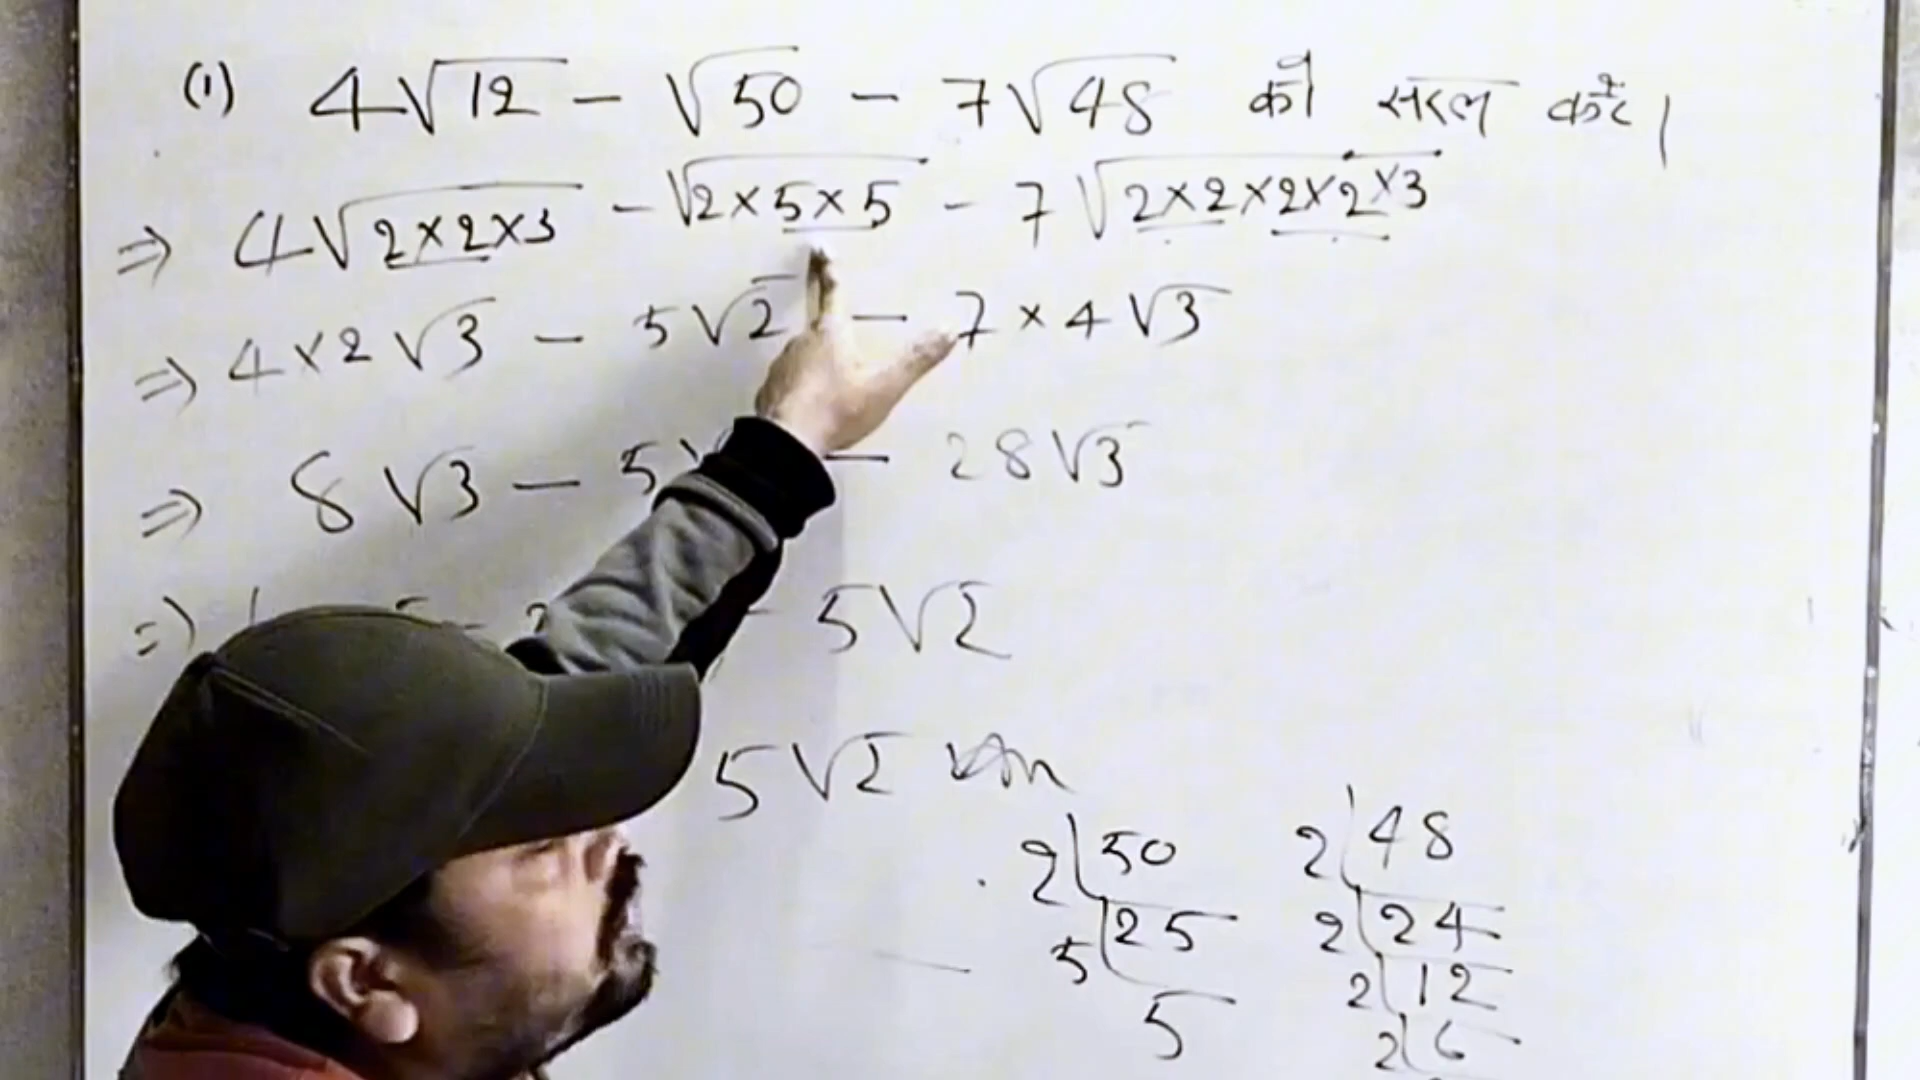 (1) 4√12 - √50 - 7√48 को सरल करें।
⇒ 4√2×2×3 - √2×5×5 - 7√2×2×2×2×3
⇒ 4×2√3 - 5√2 - 7×4√3
⇒ 8√3 - 5√ - 28√3
⇒ - 5√2
5√2 Ans
2 50
5 25
5
2 48
2 24
2 12
2 6